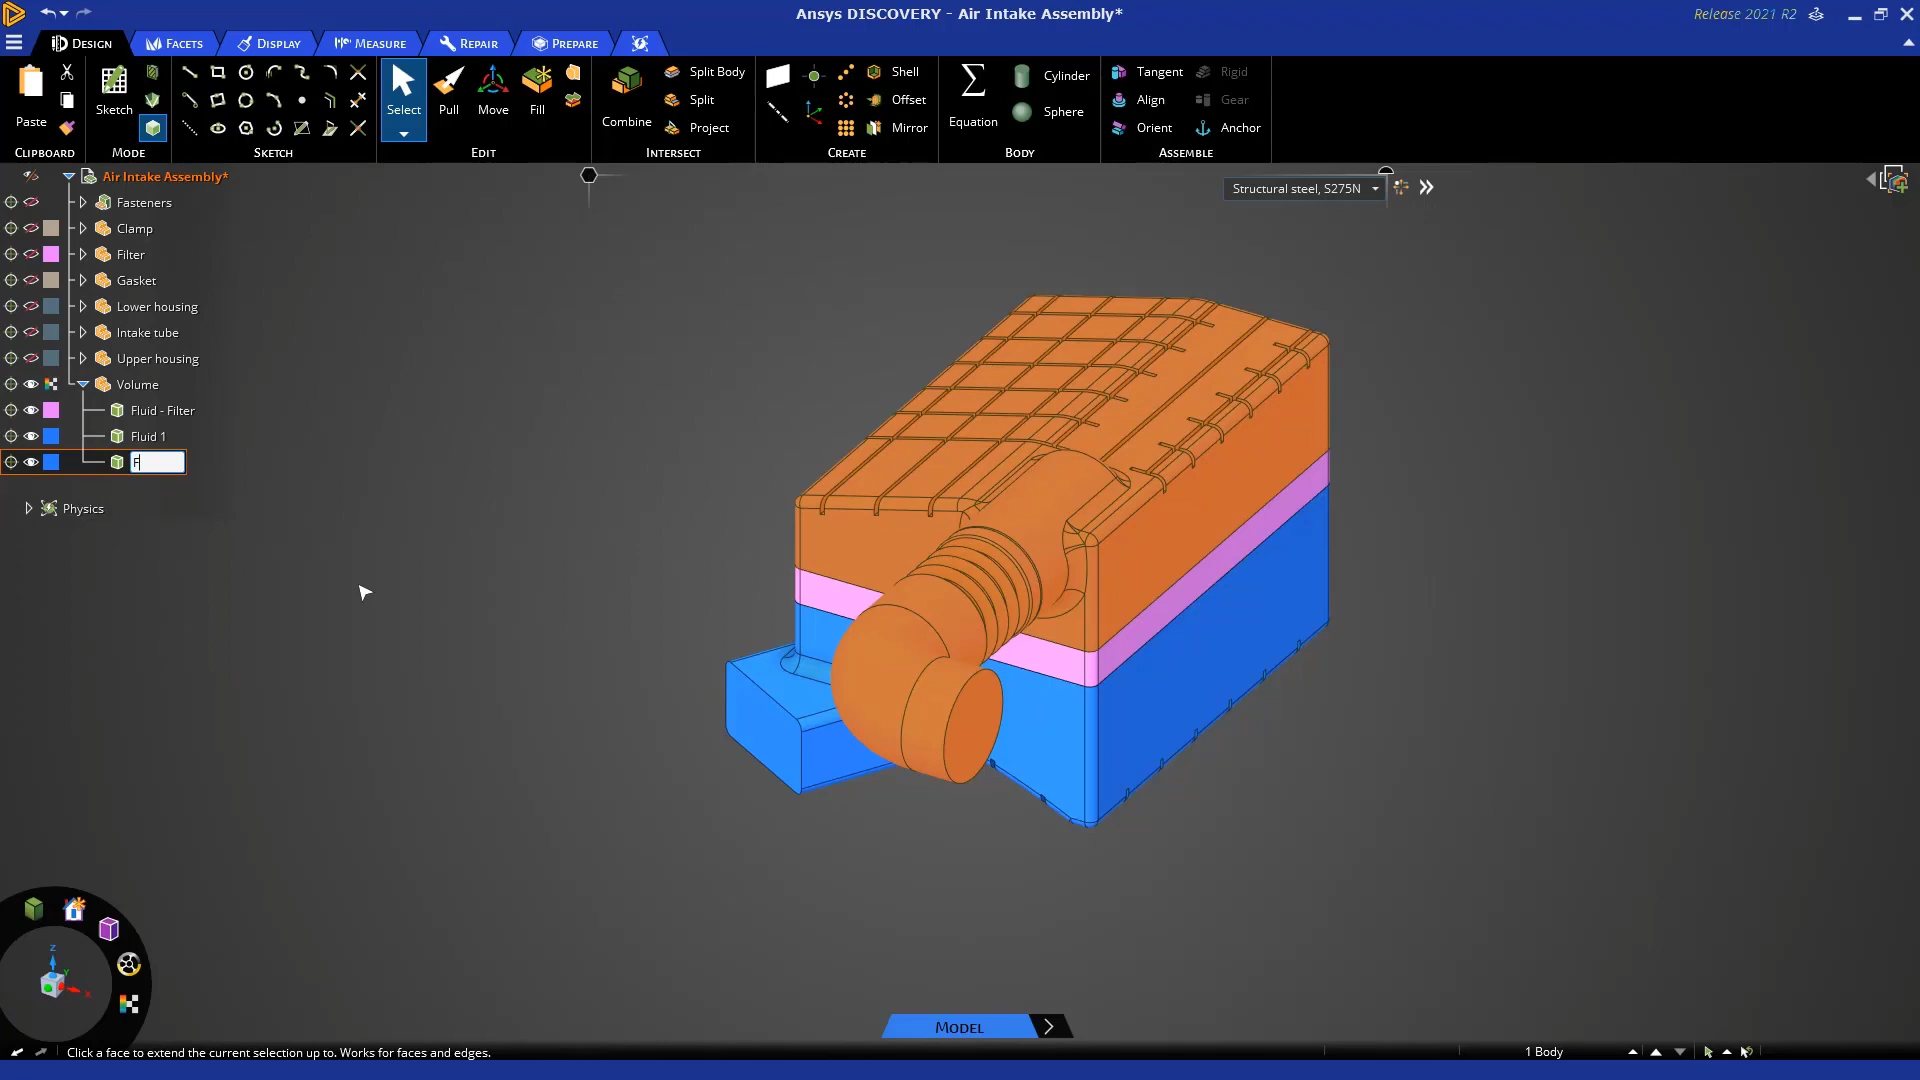 Ansys DISCOVERY - Air Intake Assembly*
Release 2021 R2
Design
Facets
Display
Measure
Repair
Prepare
Paste
Sketch
Select
Pull
Move
Fill
Combine
Split Body
Split
Project
Shell
Offset
Mirror
Equation
Cylinder
Sphere
Tangent
Align
Orient
Rigid
Gear
Anchor
Clipboard
Mode
Sketch
Edit
Intersect
Create
Body
Assemble
Structural steel, S275N
Air Intake Assembly*
Fasteners
Clamp
Filter
Gasket
Lower housing
Intake tube
Upper housing
Volume
Fluid - Filter
Fluid 1
F
Physics
Z
Y
X
Model
Click a face to extend the current selection up to. Works for faces and edges.
1 Body